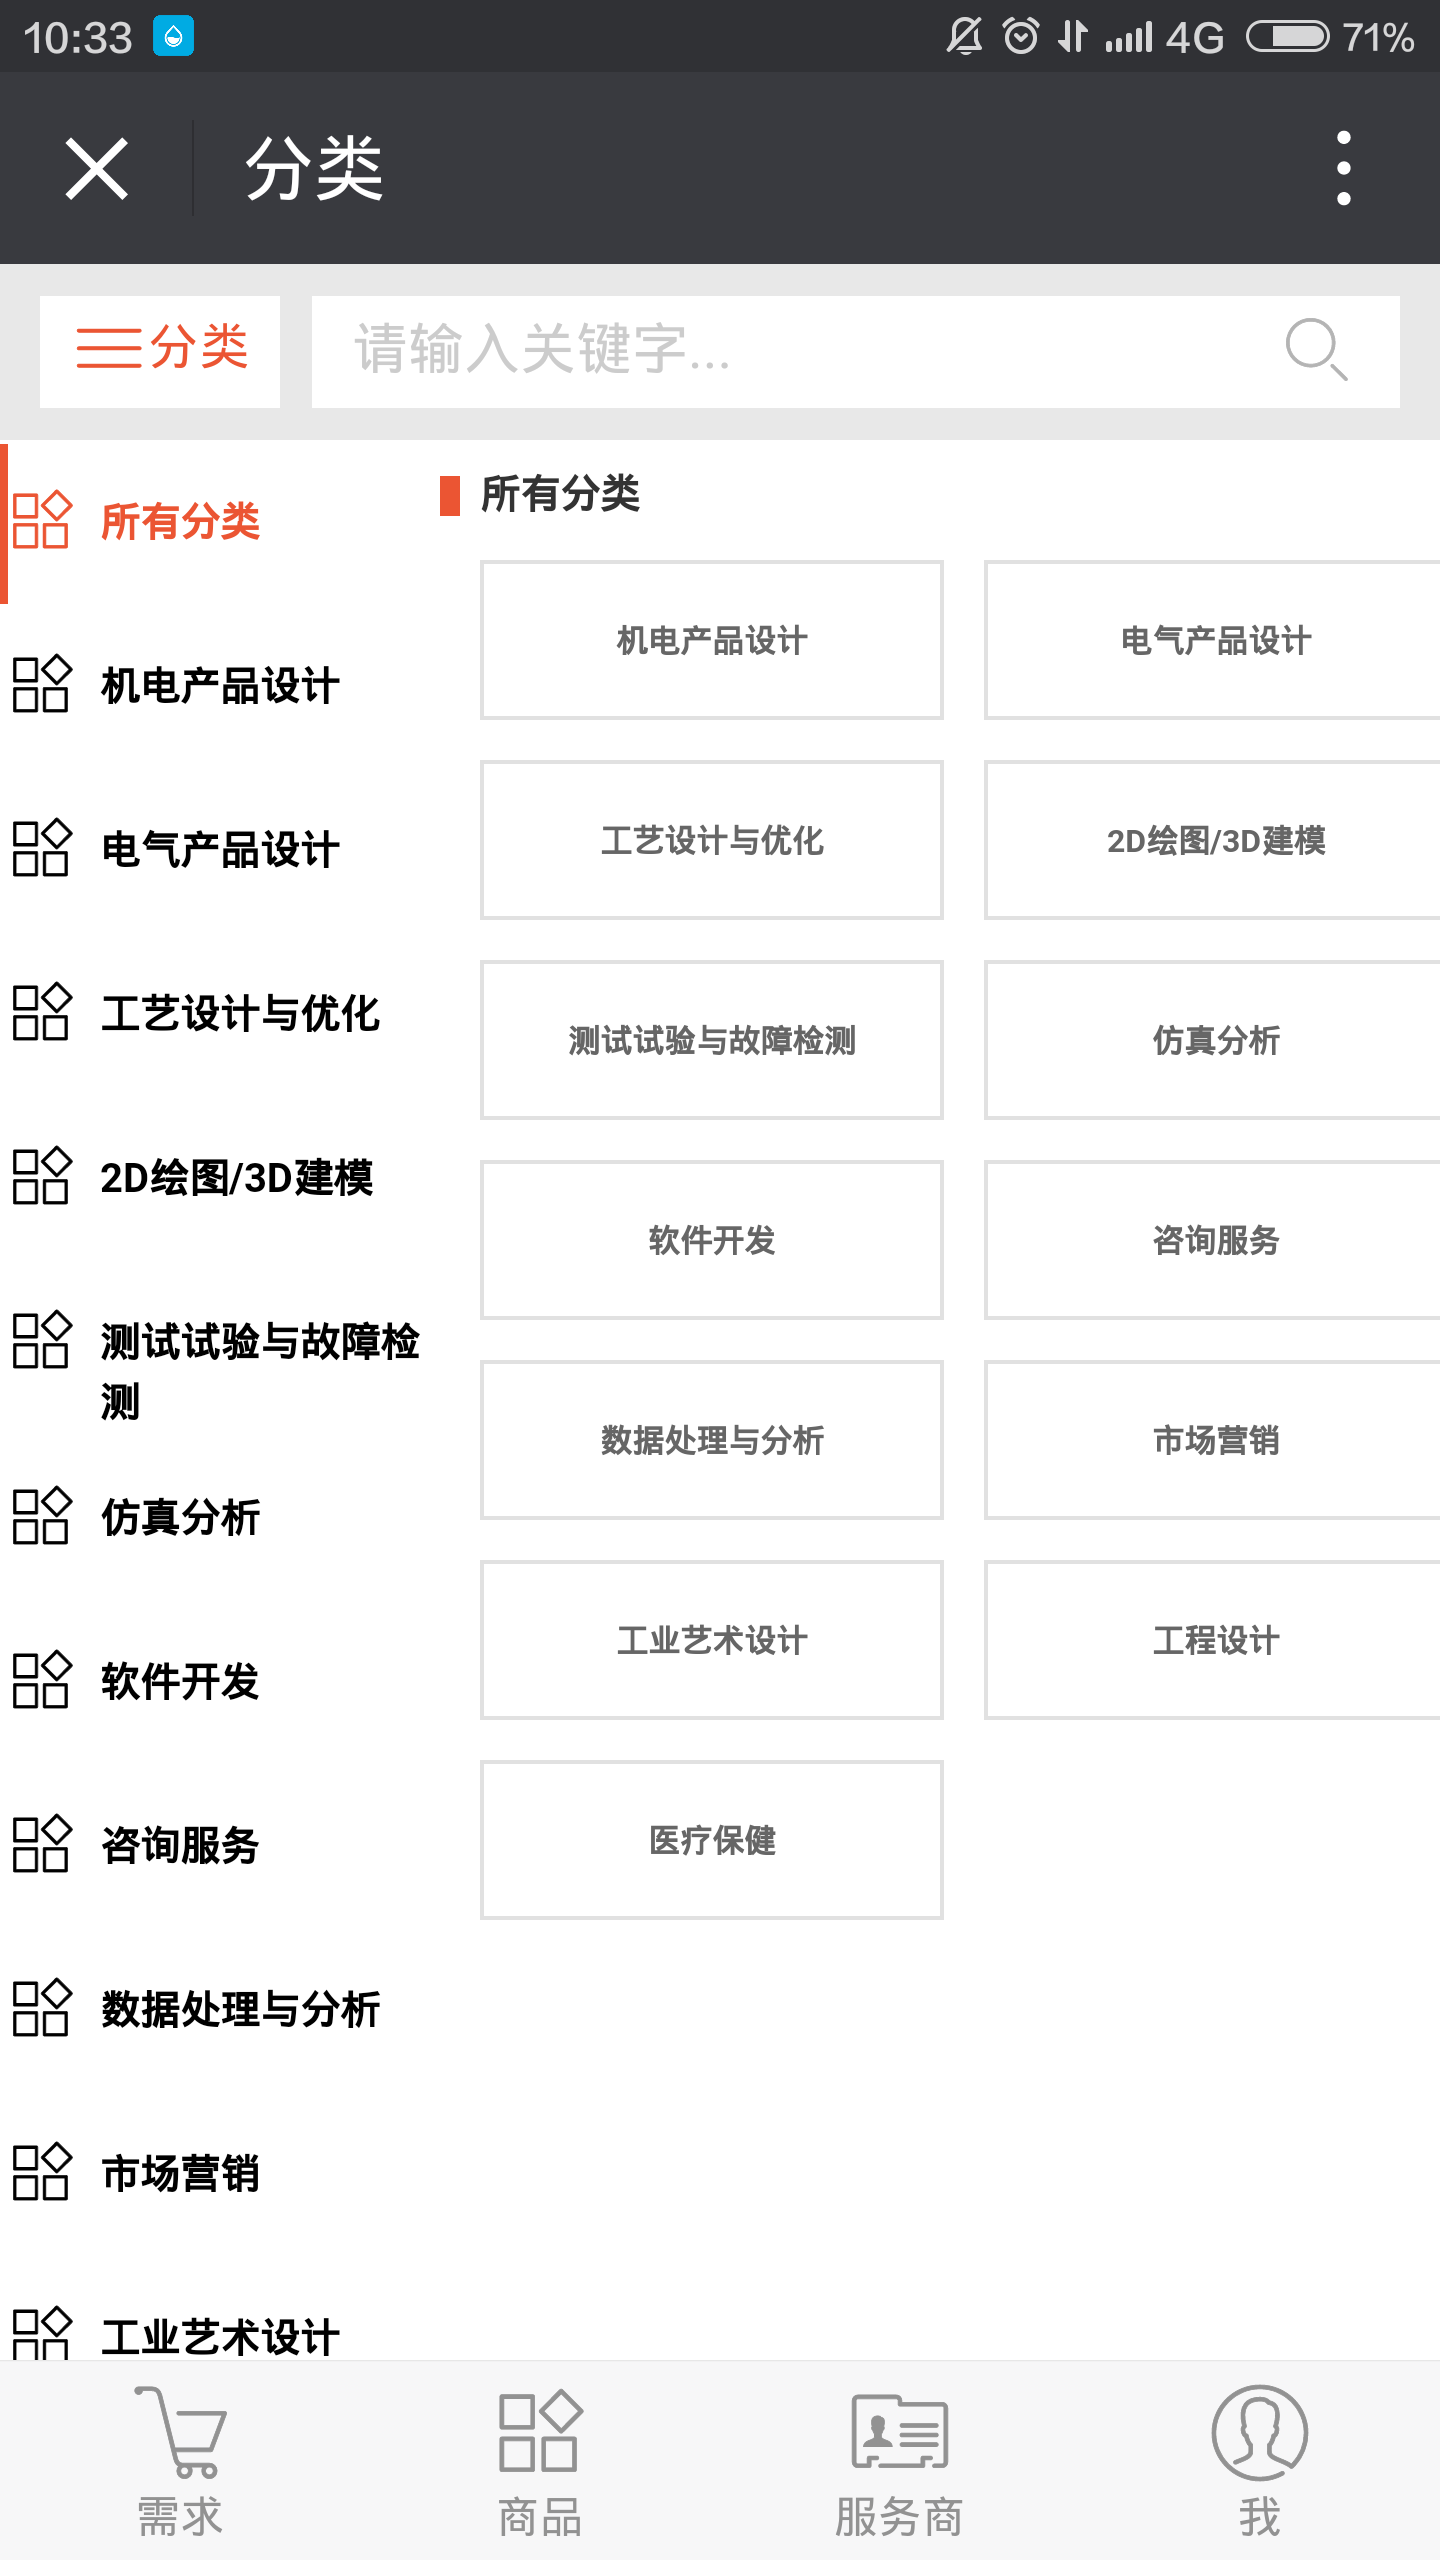 10:33 4G 71%
分类
分类 请输入关键字...
所有分类
机电产品设计
电气产品设计
工艺设计与优化
2D绘图/3D建模
测试试验与故障检
测
仿真分析
软件开发
咨询服务
数据处理与分析
市场营销
工业艺术设计
所有分类
机电产品设计 电气产品设计
工艺设计与优化 2D绘图/3D建模
测试试验与故障检测 仿真分析
软件开发 咨询服务
数据处理与分析 市场营销
工业艺术设计 工程设计
医疗保健
需求 商品 服务商 我